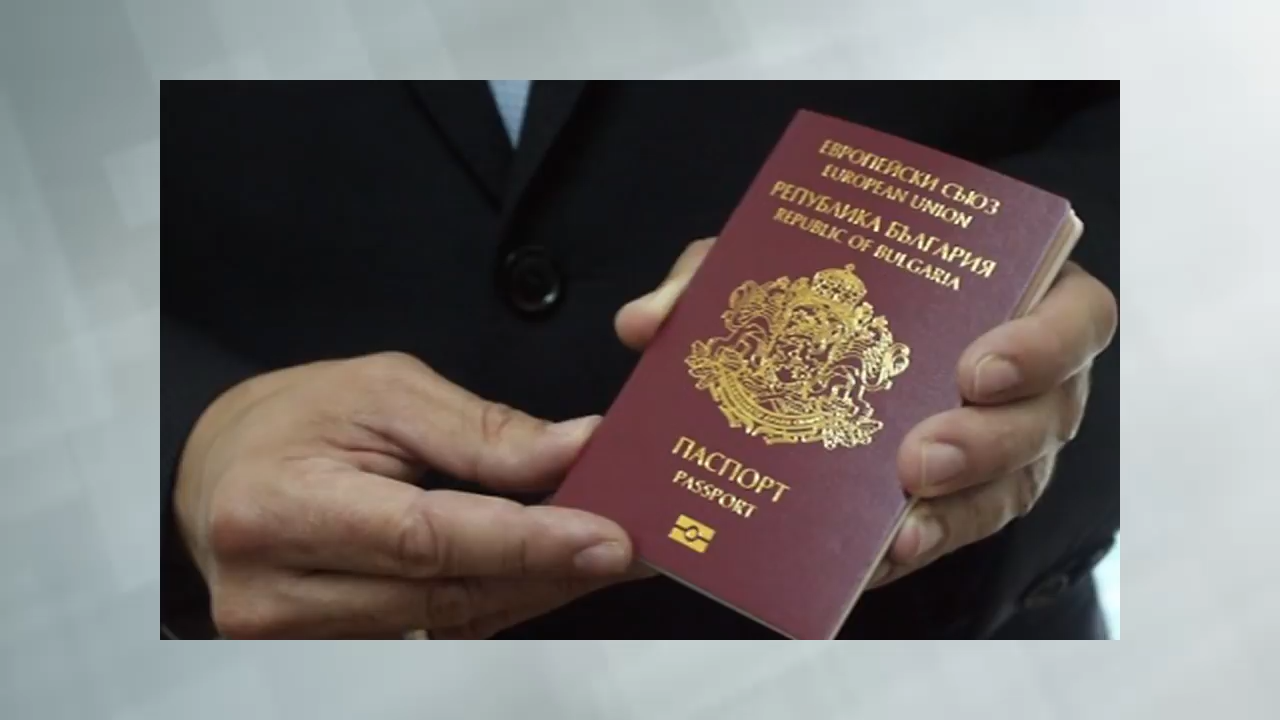 ЕВРОПЕЙСКИ СЪЮЗ
EUROPEAN UNION
РЕПУБЛИКА БЪЛГАРИЯ
REPUBLIC OF BULGARIA
ПАСПОРТ
PASSPORT